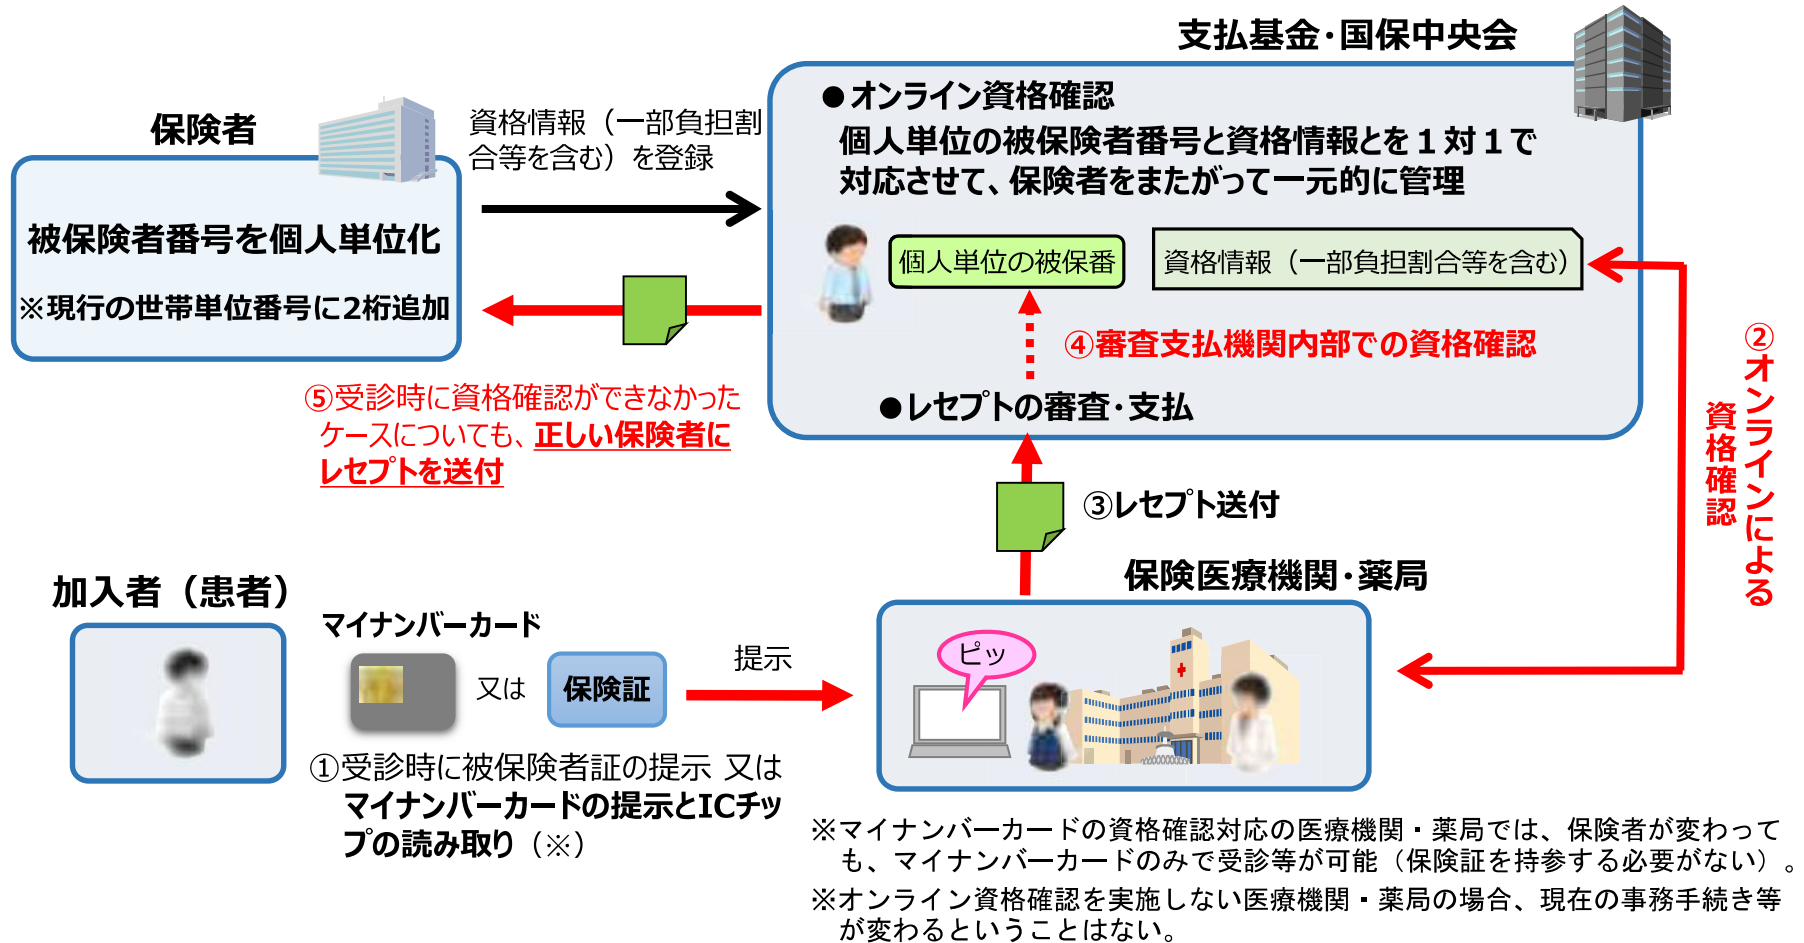 支払基金・国保中央会
保険者
資格情報（一部負担割
合等を含む）を登録
被保険者番号を個人単位化
※現行の世帯単位番号に2桁追加
●オンライン資格確認
個人単位の被保険者番号と資格情報とを１対１で
対応させて、保険者をまたがって一元的に管理
個人単位の被保番
資格情報（一部負担割合等を含む）
④審査支払機関内部での資格確認
●レセプトの審査・支払
②オンラインによる
資格確認
⑤受診時に資格確認ができなかった
ケースについても、正しい保険者に
レセプトを送付
③レセプト送付
保険医療機関・薬局
ピッ
加入者（患者）
マイナンバーカード
又は
保険証
提示
①受診時に被保険者証の提示 又は
マイナンバーカードの提示とICチッ
プの読み取り（※）
※マイナンバーカードの資格確認対応の医療機関・薬局では、保険者が変わって
も、マイナンバーカードのみで受診等が可能（保険証を持参する必要がない）。
※オンライン資格確認を実施しない医療機関・薬局の場合、現在の事務手続き等
が変わるということはない。